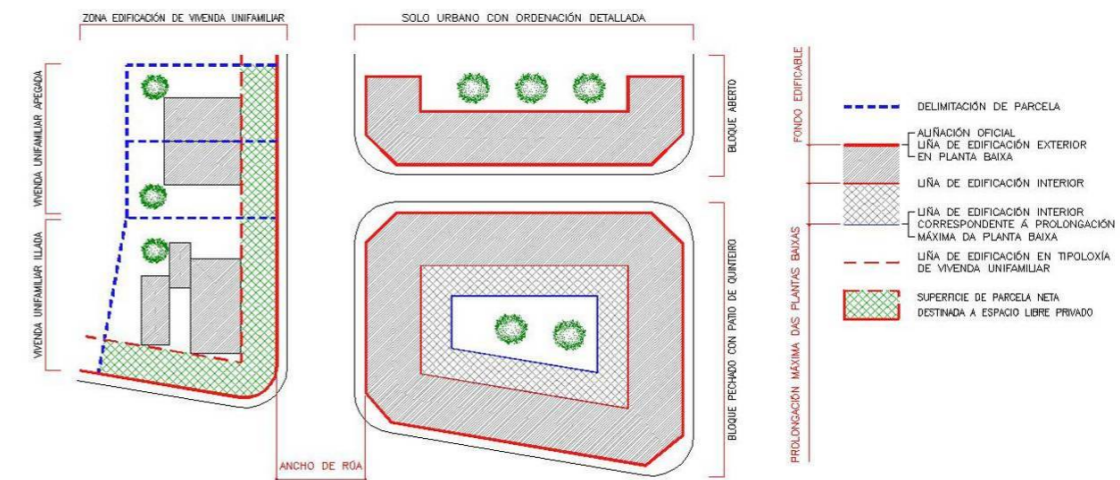 ZONA EDIFICACIÓN DE VIVENDA UNIFAMILIAR
SOLO URBANO CON ORDENACIÓN DETALLADA
VIVENDA UNIFAMILIAR APEGADA
VIVENDA UNIFAMILIAR ILLADA
BLOQUE ABERTO
BLOQUE PECHADO CON PATIO DE QUINTEIRO
ANCHO DE RÚA
FONDO EDIFICABLE
PROLONGACIÓN MÁXIMA DAS PLANTAS BAIXAS
DELIMITACIÓN DE PARCELA
ALIÑACIÓN OFICIAL
LIÑA DE EDIFICACIÓN EXTERIOR
EN PLANTA BAIXA
LIÑA DE EDIFICACIÓN INTERIOR
LIÑA DE EDIFICACIÓN INTERIOR
CORRESPONDENTE Á PROLONGACIÓN
MÁXIMA DA PLANTA BAIXA
LIÑA DE EDIFICACIÓN EN TIPOLOXÍA
DE VIVENDA UNIFAMILIAR
SUPERFICIE DE PARCELA NETA
DESTINADA A ESPACIO LIBRE PRIVADO